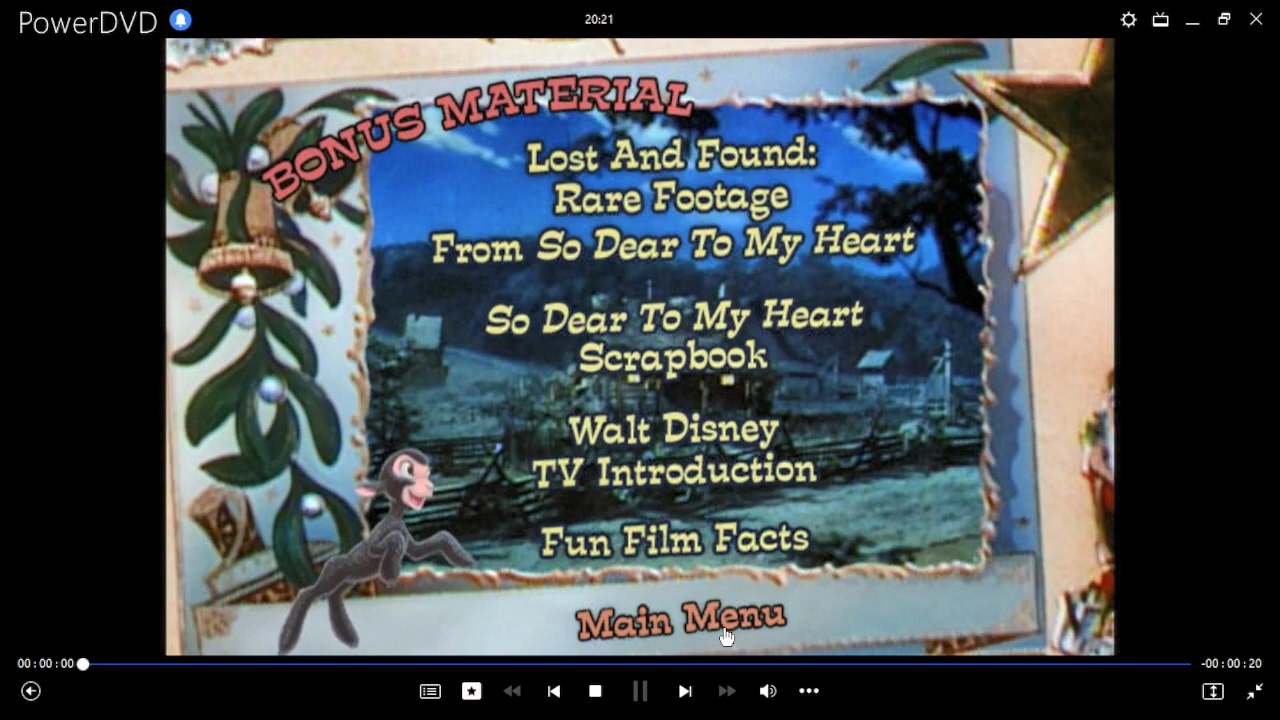 PowerDVD
20:21
BONUS MATERIAL
Lost And Found:
Rare Footage
From So Dear To My Heart
So Dear To My Heart
Scrapbook
Walt Disney
TV Introduction
Fun Film Facts
Main Menu
00:00:00
-00:00:20